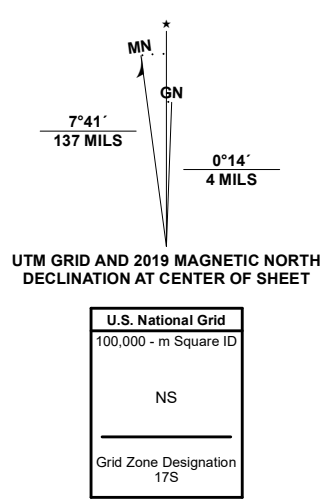 ★
MN
GN
7°41´
137 MILS
0°14´
4 MILS
UTM GRID AND 2019 MAGNETIC NORTH
DECLINATION AT CENTER OF SHEET
U.S. National Grid
100,000 - m Square ID
NS
Grid Zone Designation
17S